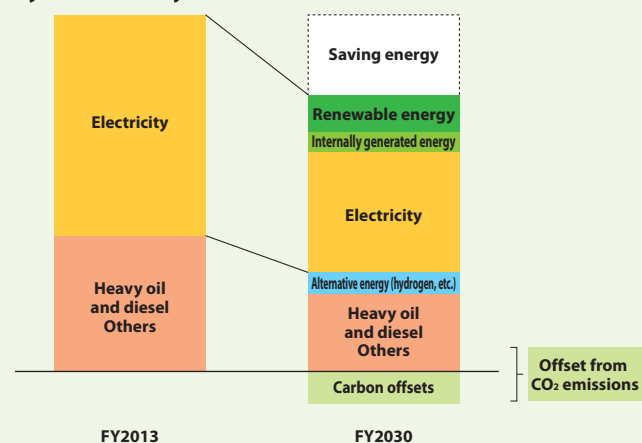 Electricity
Heavy oil
and diesel
Others
FY2013
Saving energy
Renewable energy
Internally generated energy
Electricity
Alternative energy (hydrogen, etc.)
Heavy oil
and diesel
Others
Carbon offsets
FY2030
Offset from
CO₂ emissions